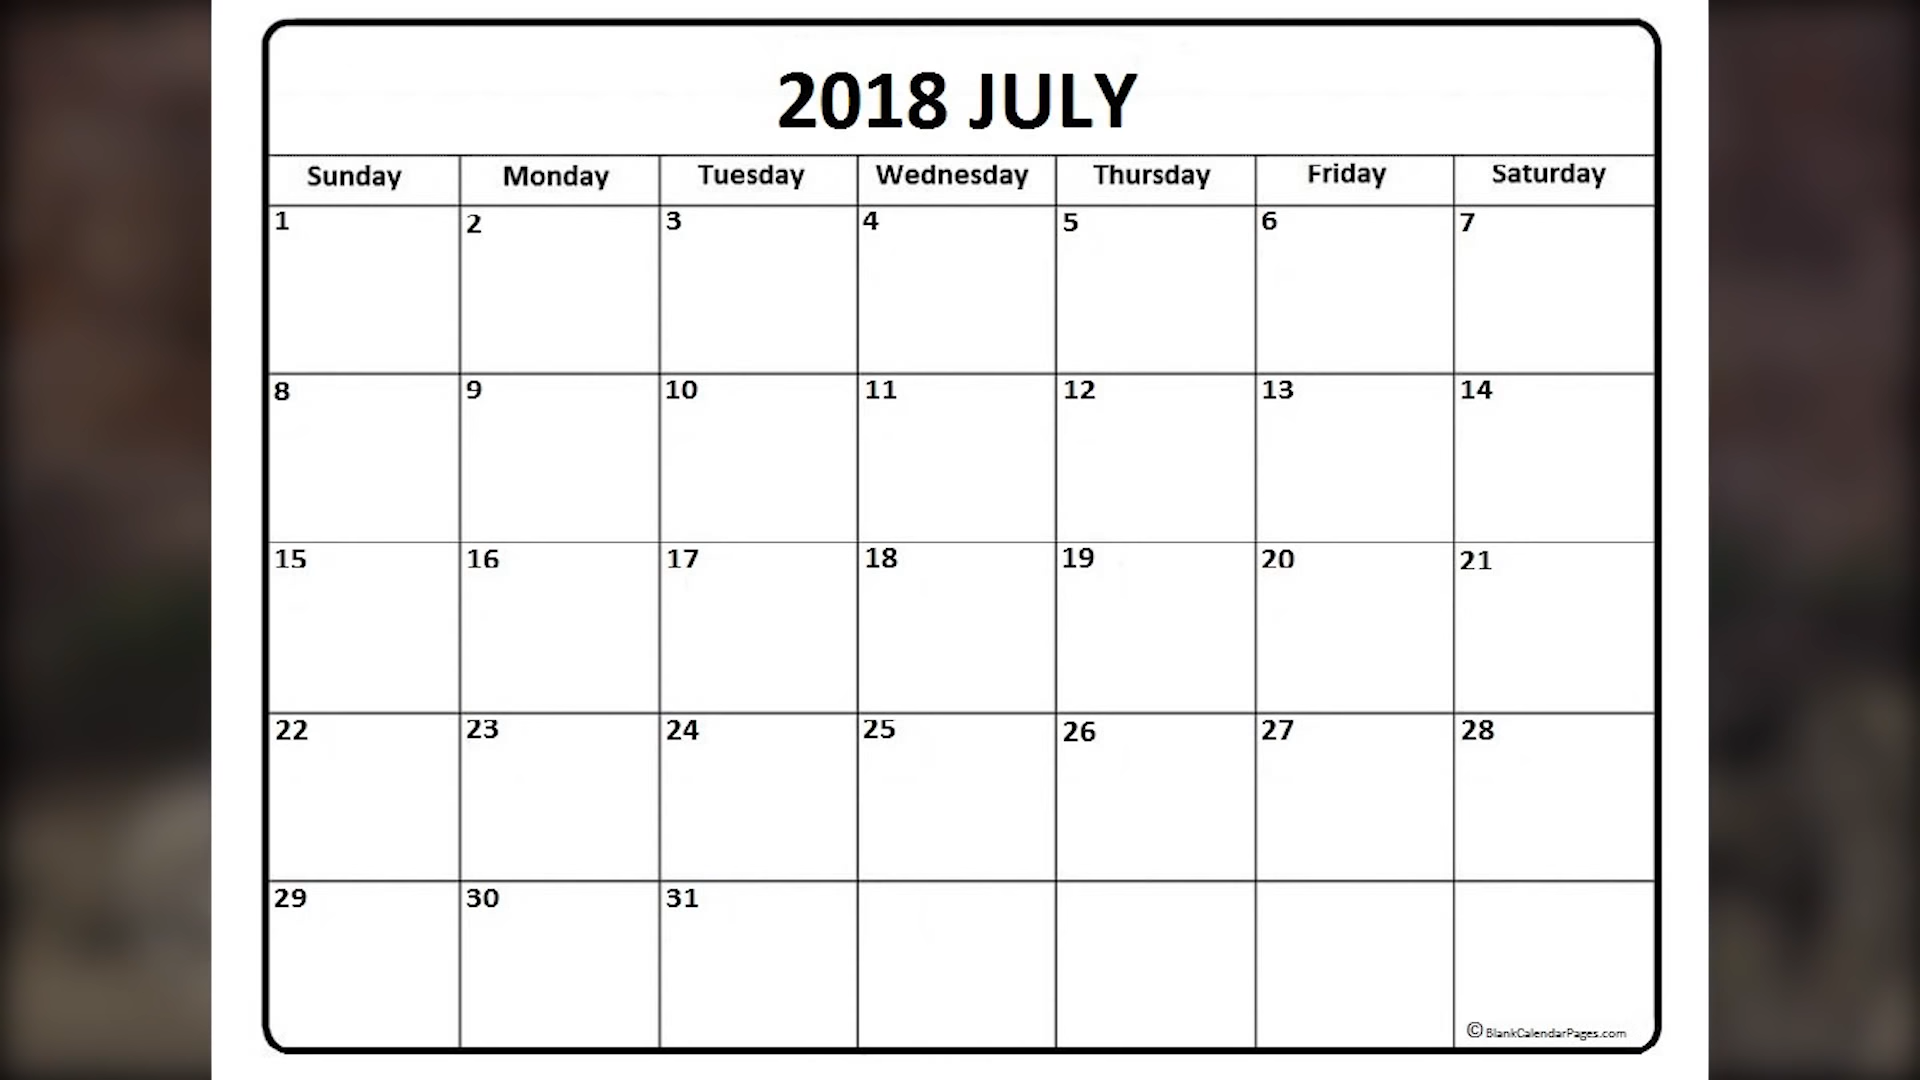 2018 JULY
Sunday Monday Tuesday Wednesday Thursday Friday Saturday
1 2 3 4 5 6 7
8 9 10 11 12 13 14
15 16 17 18 19 20 21
22 23 24 25 26 27 28
29 30 31
©BlankCalendarPages.com